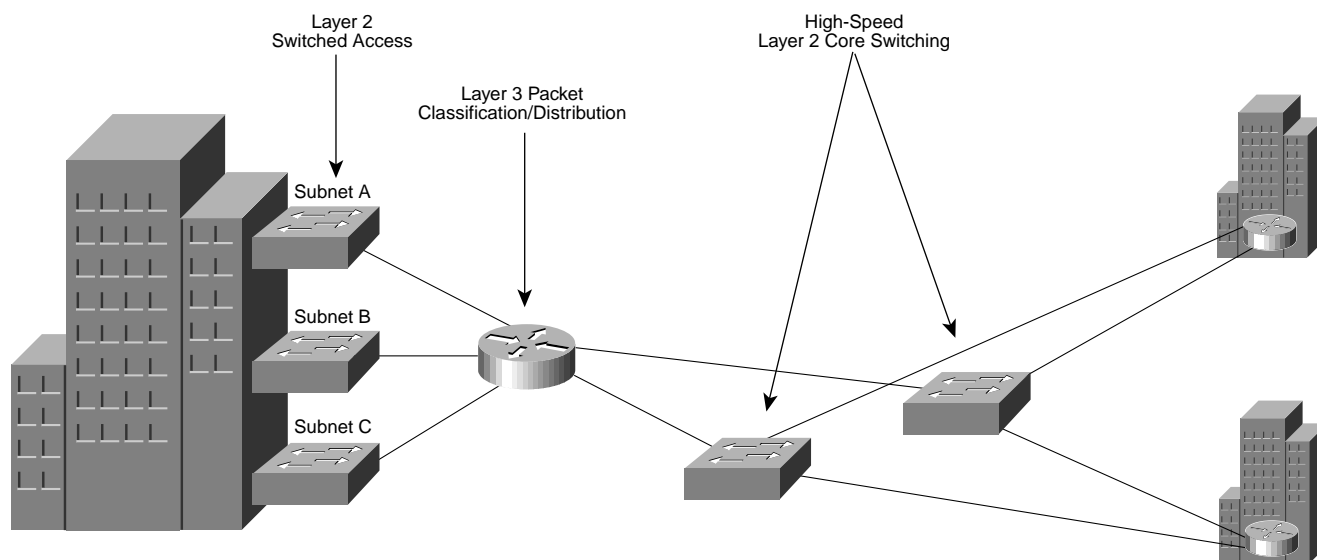 Layer 2
Switched Access
High-Speed
Layer 2 Core Switching
Layer 3 Packet
Classification/Distribution
Subnet A
Subnet B
Subnet C